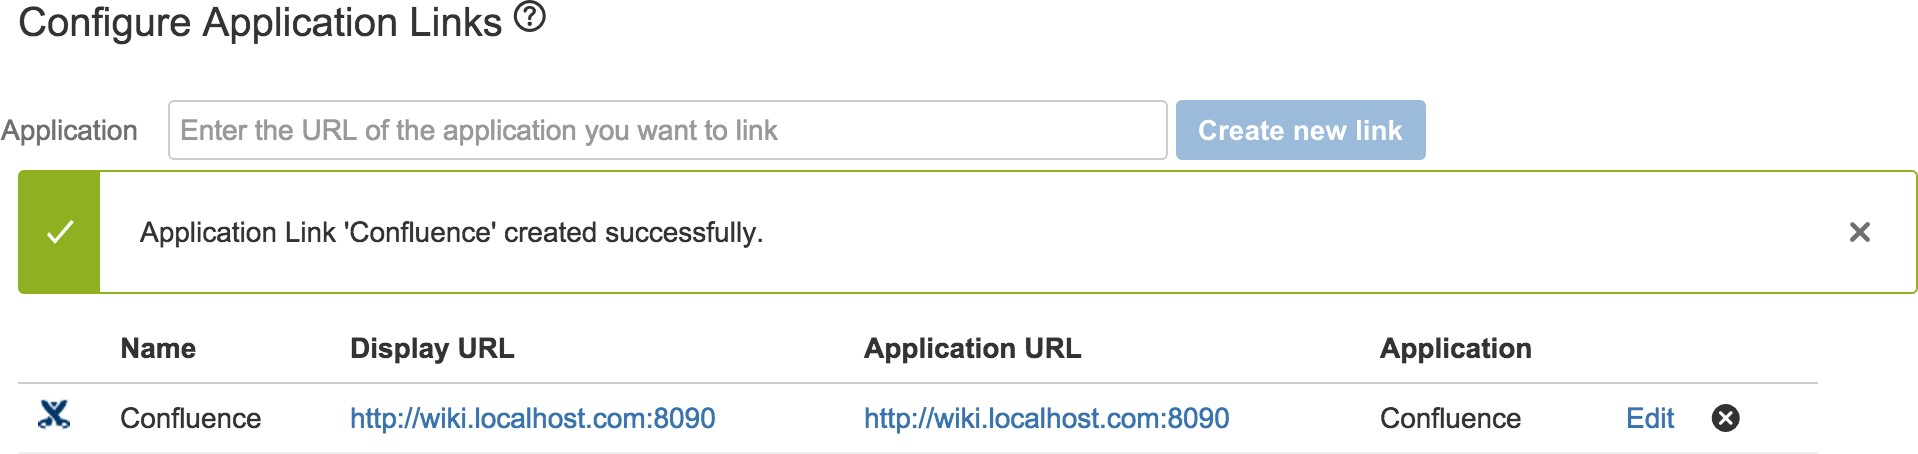 Configure Application Links ?
Application Enter the URL of the application you want to link Create new link
Application Link 'Confluence' created successfully.
Name Display URL Application URL Application
Confluence http://wiki.localhost.com:8090 http://wiki.localhost.com:8090 Confluence Edit